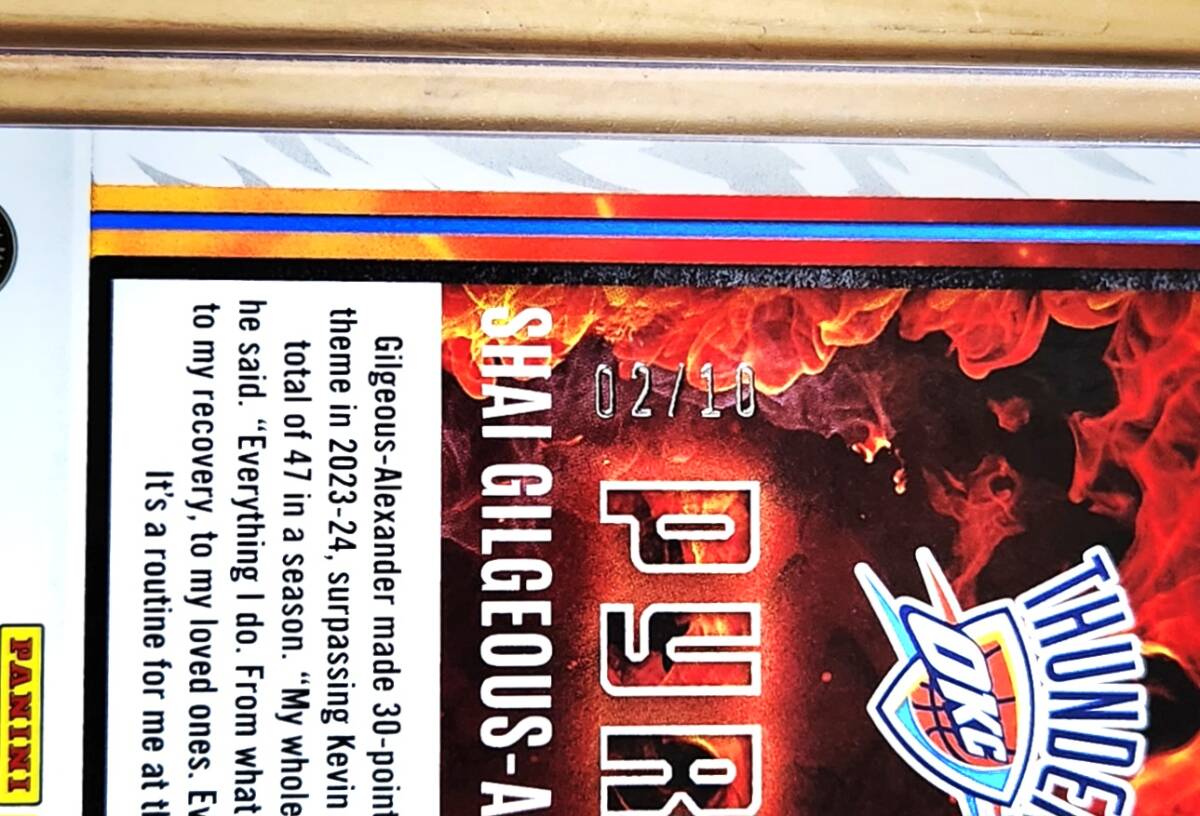 THUNDE
OKC
02/10
PYR
SHAI GILGEOUS-A
Gilgeous-Alexander made 30-point
theme in 2023-24, surpassing Kevin
total of 47 in a season. "My whole
he said. "Everything I do. From what
to my recovery, to my loved ones. Ev
It's a routine for me at th
PANINI